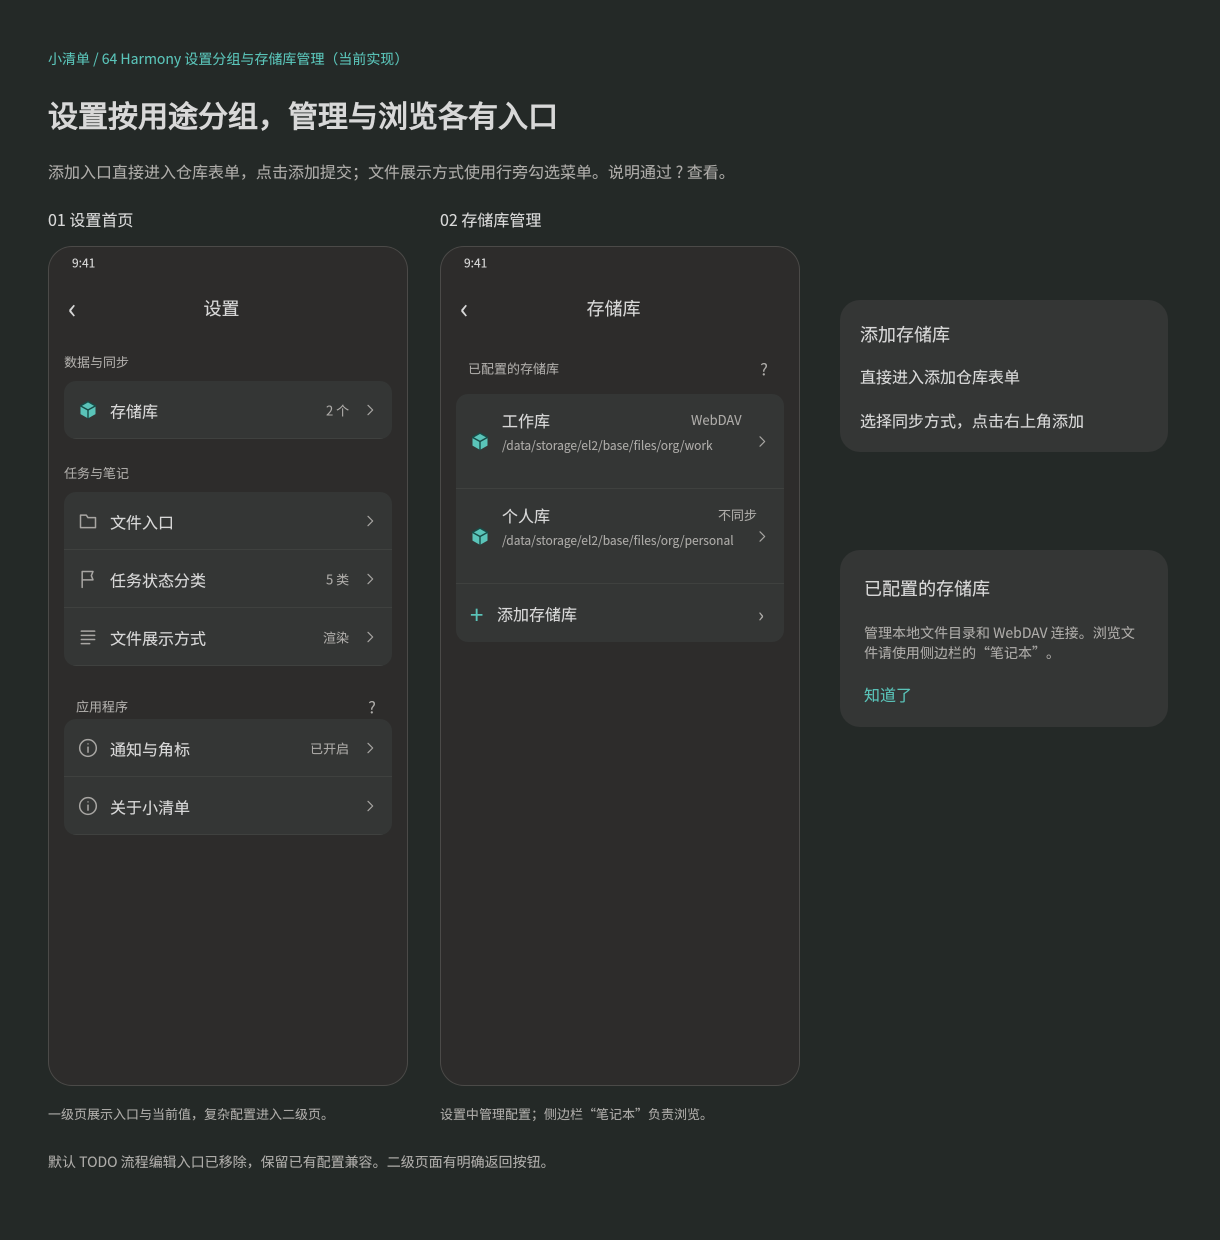 小清单 / 64 Harmony 设置分组与存储库管理（当前实现）
设置按用途分组，管理与浏览各有入口
添加入口直接进入仓库表单，点击添加提交；文件展示方式使用行旁勾选菜单。说明通过 ? 查看。
01 设置首页
9:41
设置
数据与同步
存储库 2 个
任务与笔记
文件入口
任务状态分类 5 类
文件展示方式 渲染
应用程序 ?
通知与角标 已开启
关于小清单
一级页展示入口与当前值，复杂配置进入二级页。
02 存储库管理
9:41
存储库
已配置的存储库 ?
工作库 WebDAV
/data/storage/el2/base/files/org/work
个人库 不同步
/data/storage/el2/base/files/org/personal
+ 添加存储库
设置中管理配置；侧边栏“笔记本”负责浏览。
添加存储库
直接进入添加仓库表单
选择同步方式，点击右上角添加
已配置的存储库
管理本地文件目录和 WebDAV 连接。浏览文
件请使用侧边栏的“笔记本”。
知道了
默认 TODO 流程编辑入口已移除，保留已有配置兼容。二级页面有明确返回按钮。